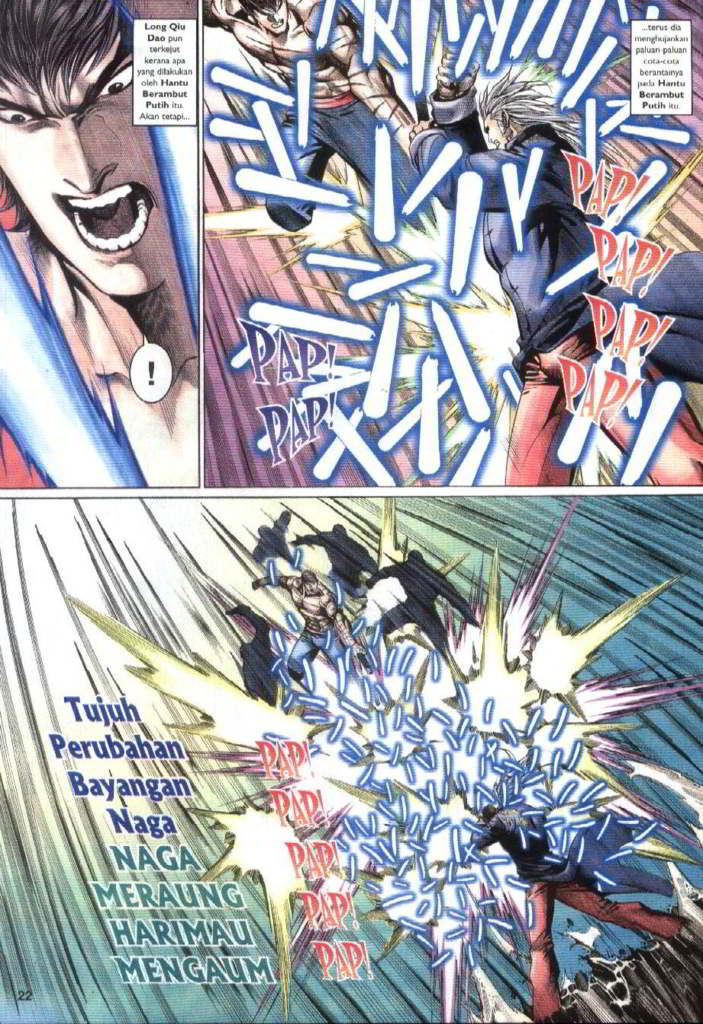 Long Qiu
Dao pun
terkejut
kerana apa
yang dilakukan
oleh Hantu
Berambut
Putih itu.
Akan tetapi...
!
...terus dia
menghujankan
paluan-paluan
cota-cota
berantainya
pada Hantu
Berambut
Putih itu.
PAP!
PAP!
PAP!
PAP!
PAP!
PAP!
Tujuh
Perubahan
Bayangan
Naga
NAGA
MERAUNG
HARIMAU
MENGAUM
PAP!
PAP!
PAP!
PAP!
PAP!
22